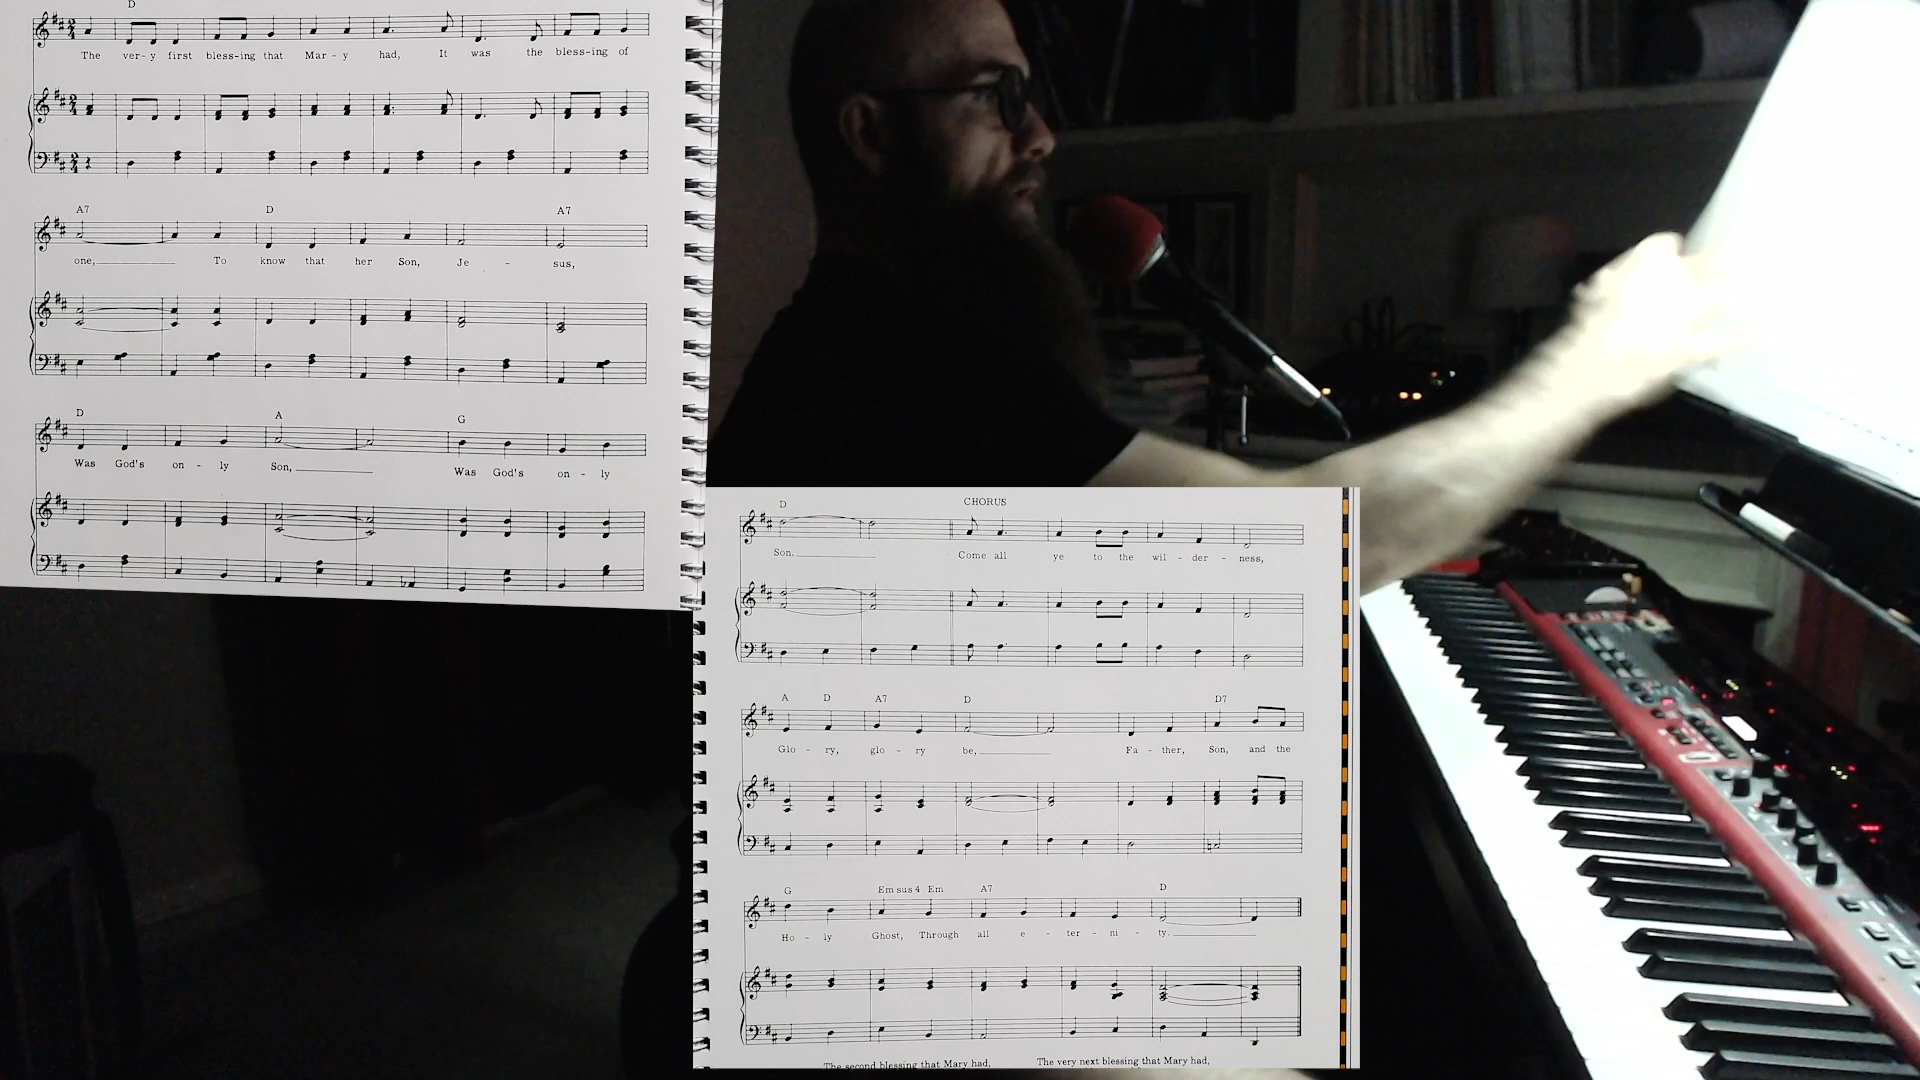 D
The ver-y first bless-ing that Mar-y had, It was the bless-ing of
A7 D A7
one, To know that her Son, Je - sus,
D A G
Was God's on - ly Son, Was God's on - ly
D CHORUS
Son. Come all ye to the wil - der - ness,
A D A7 D D7
Glo - ry, glo - ry be, Fa - ther, Son, and the
G Em sus 4 Em A7 D
Ho - ly Ghost, Through all e - ter - ni - ty.
The second blessing that Mary had, The very next blessing that Mary had,